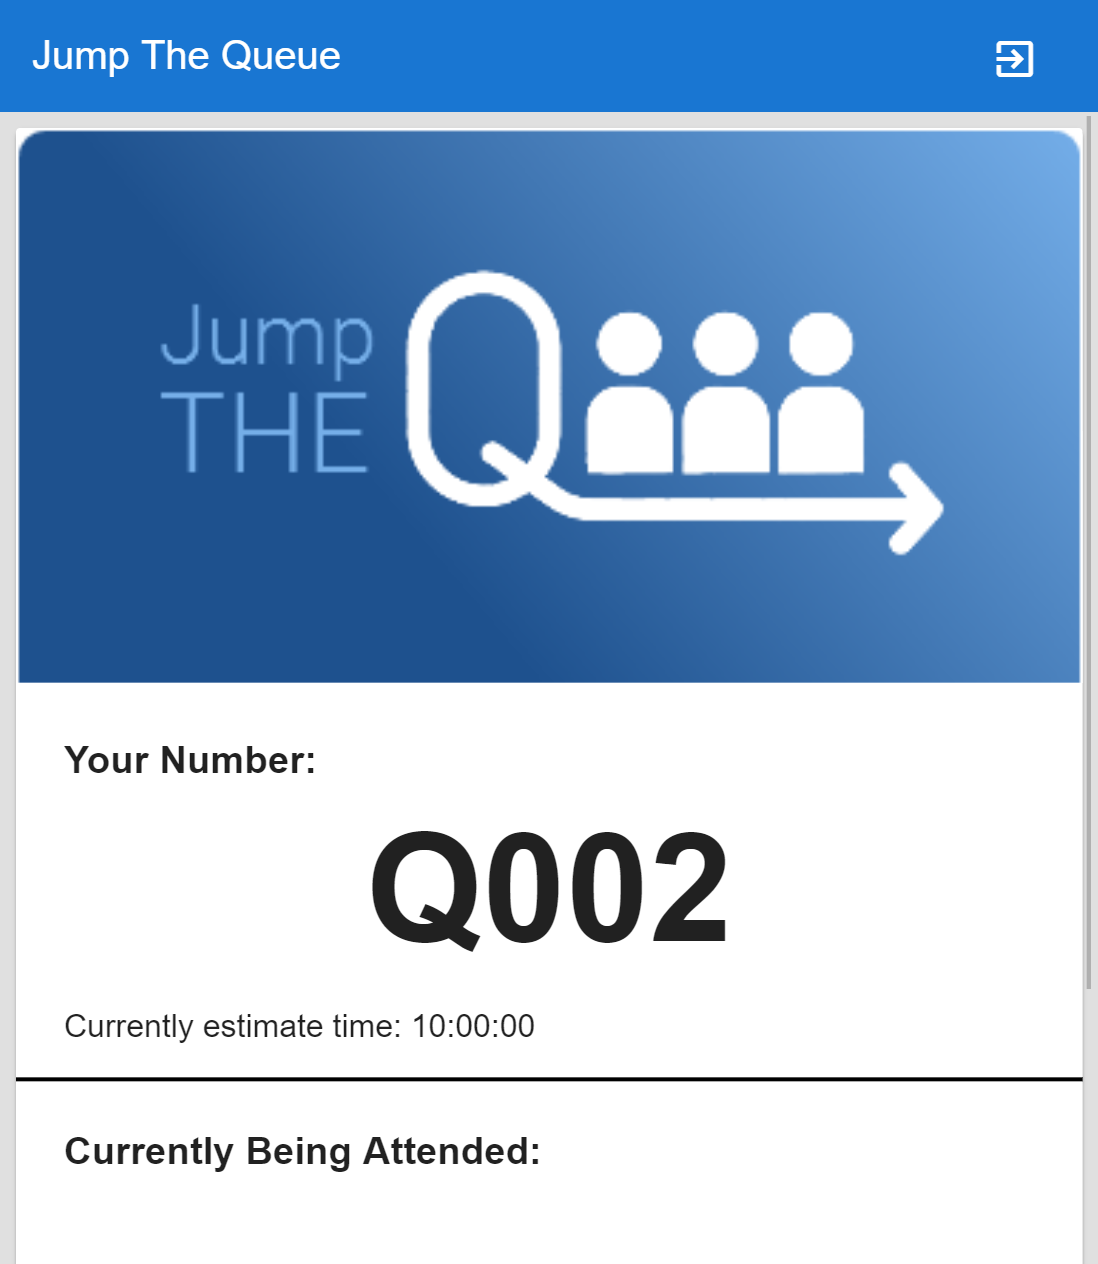 Jump The Queue
Jump
THE Q
Your Number:
Q002
Currently estimate time: 10:00:00
Currently Being Attended: